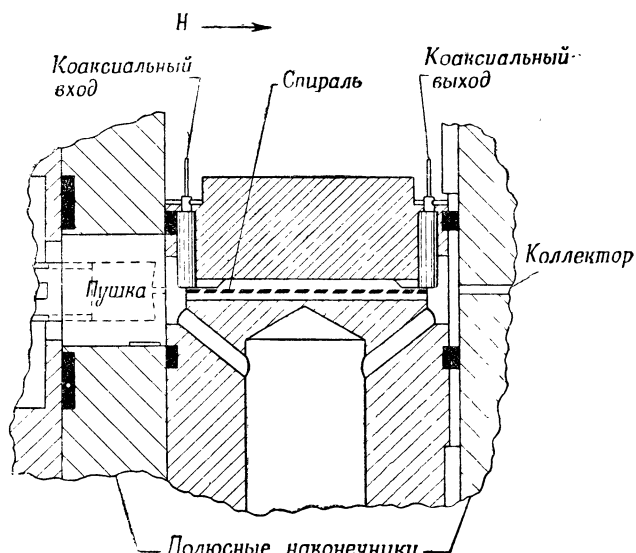 H
Коаксиальный
вход
Спираль
Коаксиальный
выход
Коллектор
Пушка
Полюсные наконечники